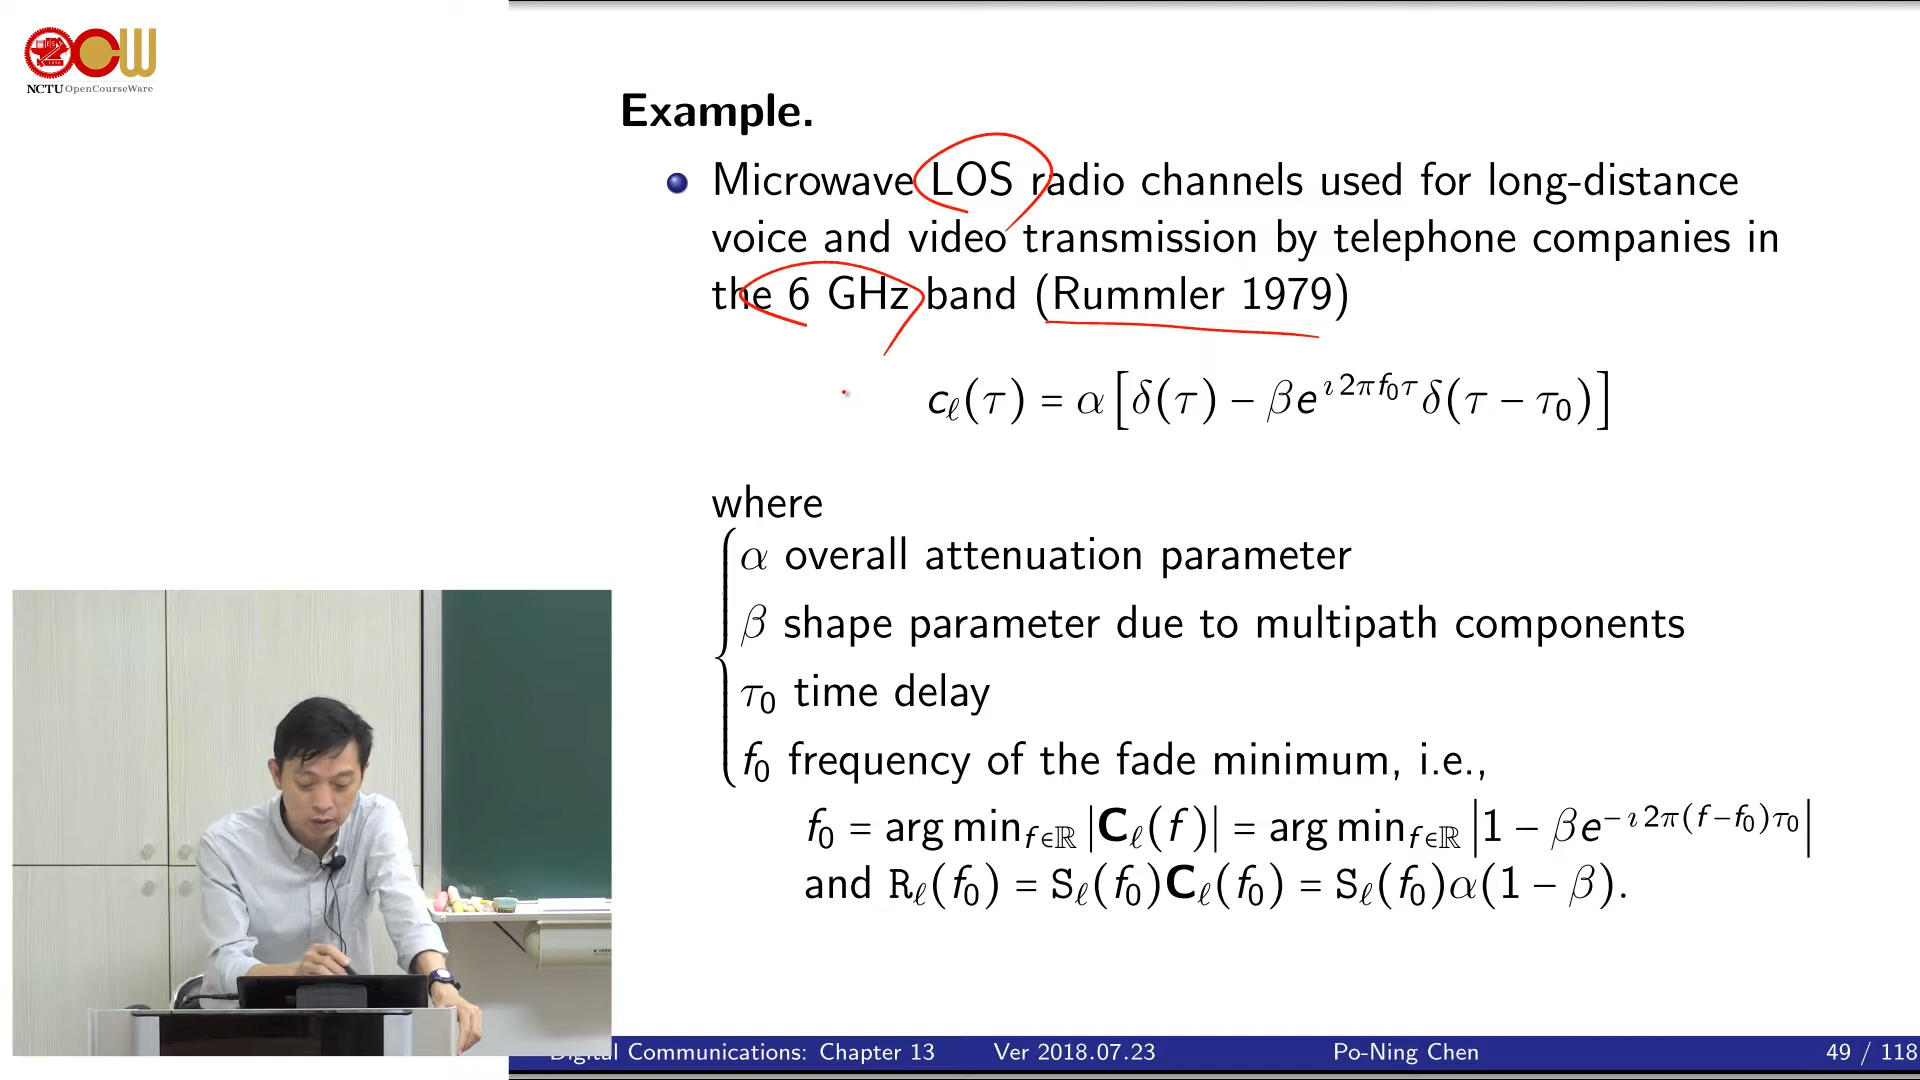 NCTU OpenCourseWare
Example.
Microwave LOS radio channels used for long-distance
voice and video transmission by telephone companies in
the 6 GHz band (Rummler 1979)
cℓ(τ) = α[δ(τ) − βe^{ı2πf₀τ}δ(τ − τ₀)]
where
α overall attenuation parameter
β shape parameter due to multipath components
τ₀ time delay
f₀ frequency of the fade minimum, i.e.,
f₀ = arg min_{f∈ℝ} |Cℓ(f)| = arg min_{f∈ℝ} |1 − βe^{−ı2π(f−f₀)τ₀}|
and Rℓ(f₀) = Sℓ(f₀)Cℓ(f₀) = Sℓ(f₀)α(1 − β).
Digital Communications: Chapter 13 Ver 2018.07.23 Po-Ning Chen 49 / 118